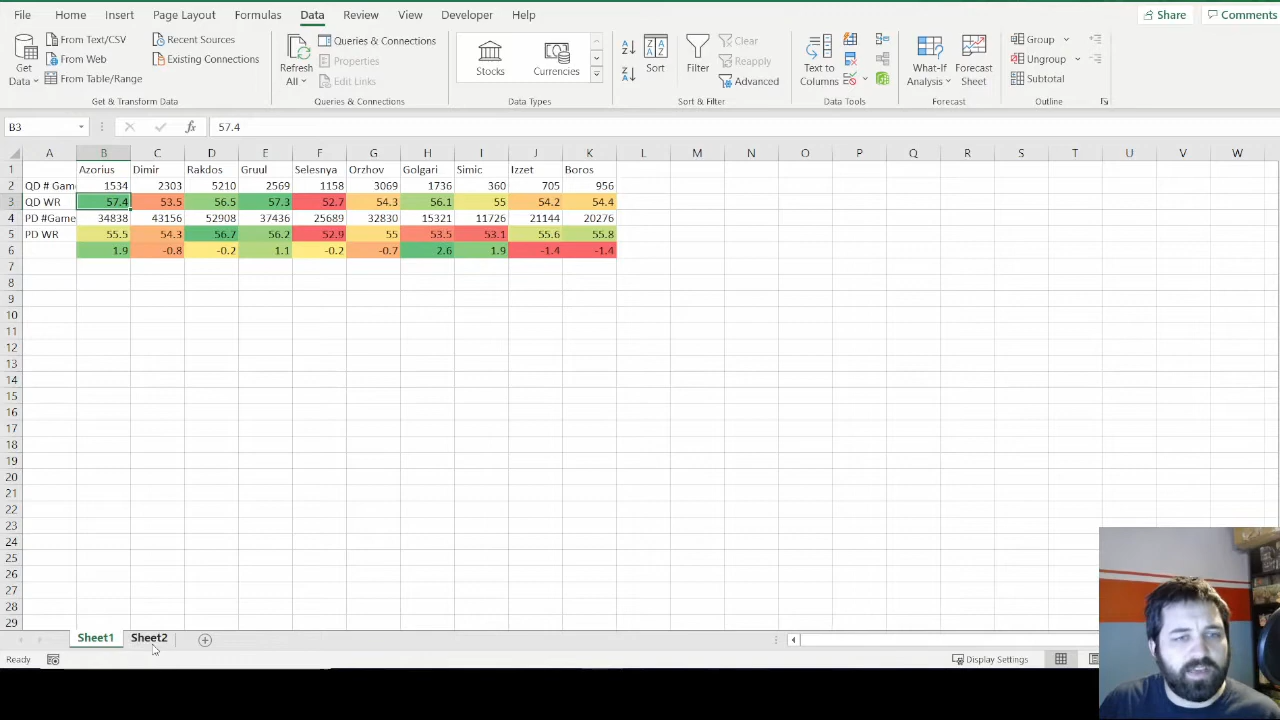 File Home Insert Page Layout Formulas Data Review View Developer Help Share Comments
Get Data From Text/CSV From Web From Table/Range Recent Sources Existing Connections
Get & Transform Data
Refresh All Queries & Connections Properties Edit Links
Queries & Connections
Stocks Currencies
Data Types
Sort Filter Clear Reapply Advanced
Sort & Filter
Text to Columns
Data Tools
What-If Analysis Forecast Sheet
Forecast
Group Ungroup Subtotal
Outline
B3 fx 57.4
A B C D E F G H I J K L M N O P Q R S T U V W
1 Azorius Dimir Rakdos Gruul Selesnya Orzhov Golgari Simic Izzet Boros
2 QD # Game 1534 2303 5210 2569 1158 3069 1736 360 705 956
3 QD WR 57.4 53.5 56.5 57.3 52.7 54.3 56.1 55 54.2 54.4
4 PD #Game 34838 43156 52908 37436 25689 32830 15321 11726 21144 20276
5 PD WR 55.5 54.3 56.7 56.2 52.9 55 53.5 53.1 55.6 55.8
6 1.9 -0.8 -0.2 1.1 -0.2 -0.7 2.6 1.9 -1.4 -1.4
7
8
9
10
11
12
13
14
15
16
17
18
19
20
21
22
23
24
25
26
27
28
29
Sheet1 Sheet2
Ready Display Settings